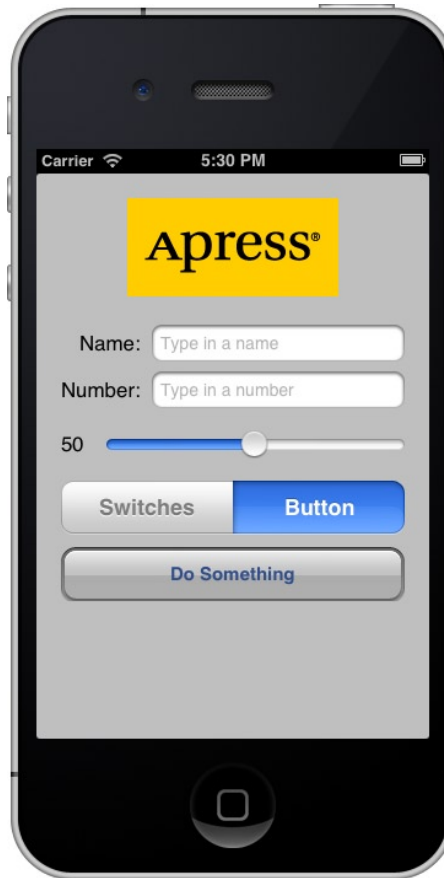 Carrier 5:30 PM
Apress®
Name: Type in a name
Number: Type in a number
50
Switches Button
Do Something